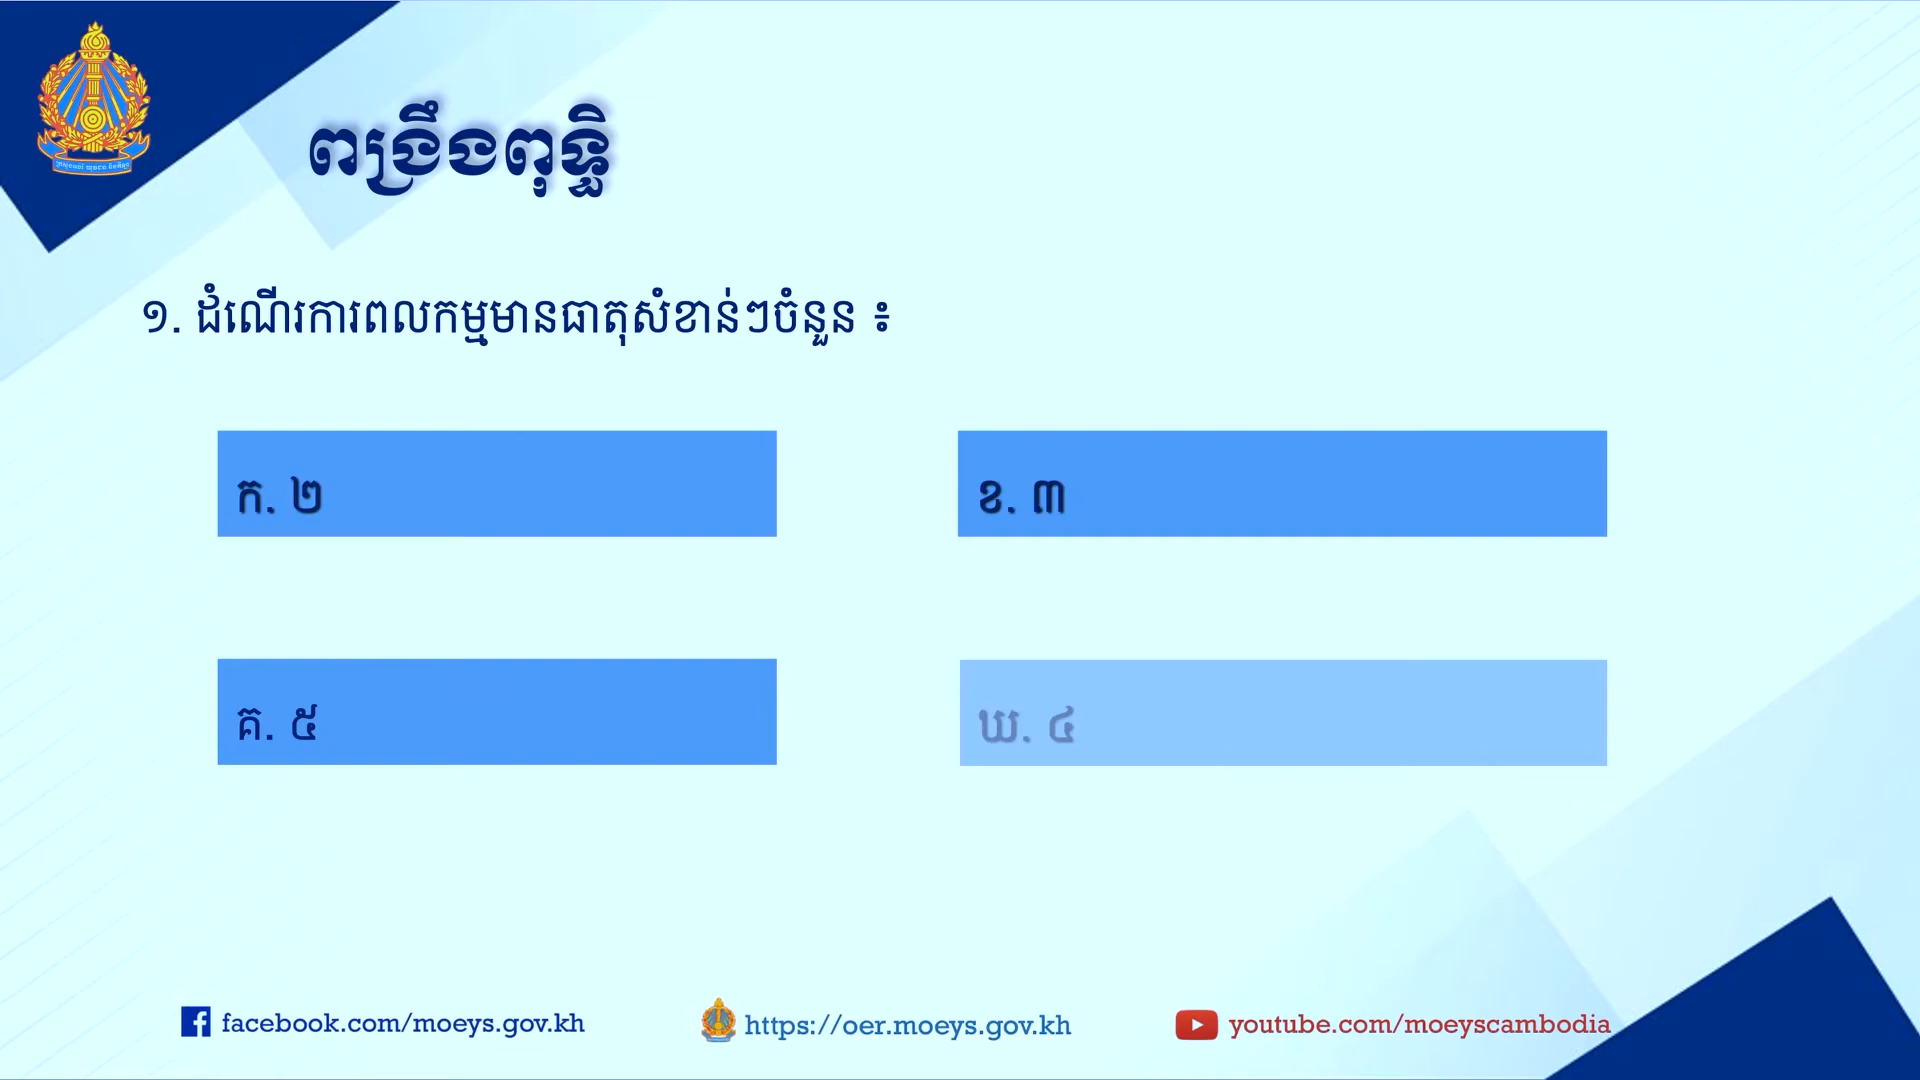 ពង្រឹងពុទ្ធិ
១. ដំណើរការពលកម្មមានធាតុសំខាន់ៗចំនួន ៖
ក. ២
ខ. ៣
គ. ៥
ឃ. ៤
facebook.com/moeys.gov.kh
https://oer.moeys.gov.kh
youtube.com/moeyscambodia